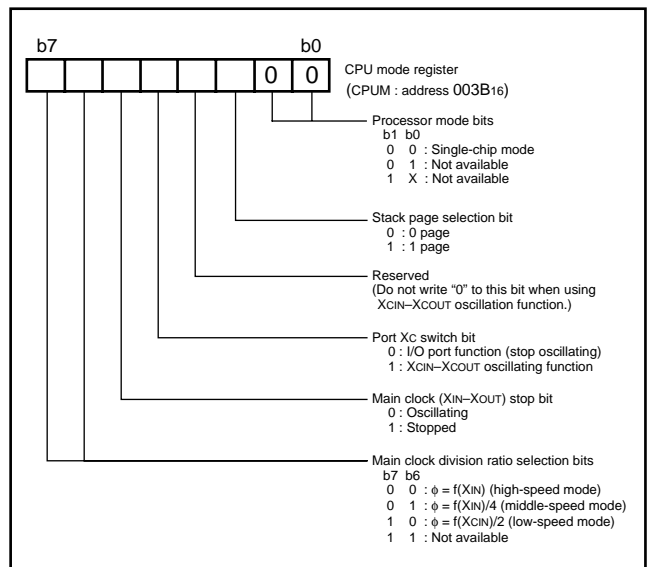 b7 b0
0 0
CPU mode register
(CPUM : address 003B16)
Processor mode bits
b1 b0
0 0 : Single-chip mode
0 1 : Not available
1 X : Not available
Stack page selection bit
0 : 0 page
1 : 1 page
Reserved
(Do not write “0” to this bit when using
XCIN–XCOUT oscillation function.)
Port XC switch bit
0 : I/O port function (stop oscillating)
1 : XCIN–XCOUT oscillating function
Main clock (XIN–XOUT) stop bit
0 : Oscillating
1 : Stopped
Main clock division ratio selection bits
b7 b6
0 0 : φ = f(XIN) (high-speed mode)
0 1 : φ = f(XIN)/4 (middle-speed mode)
1 0 : φ = f(XCIN)/2 (low-speed mode)
1 1 : Not available